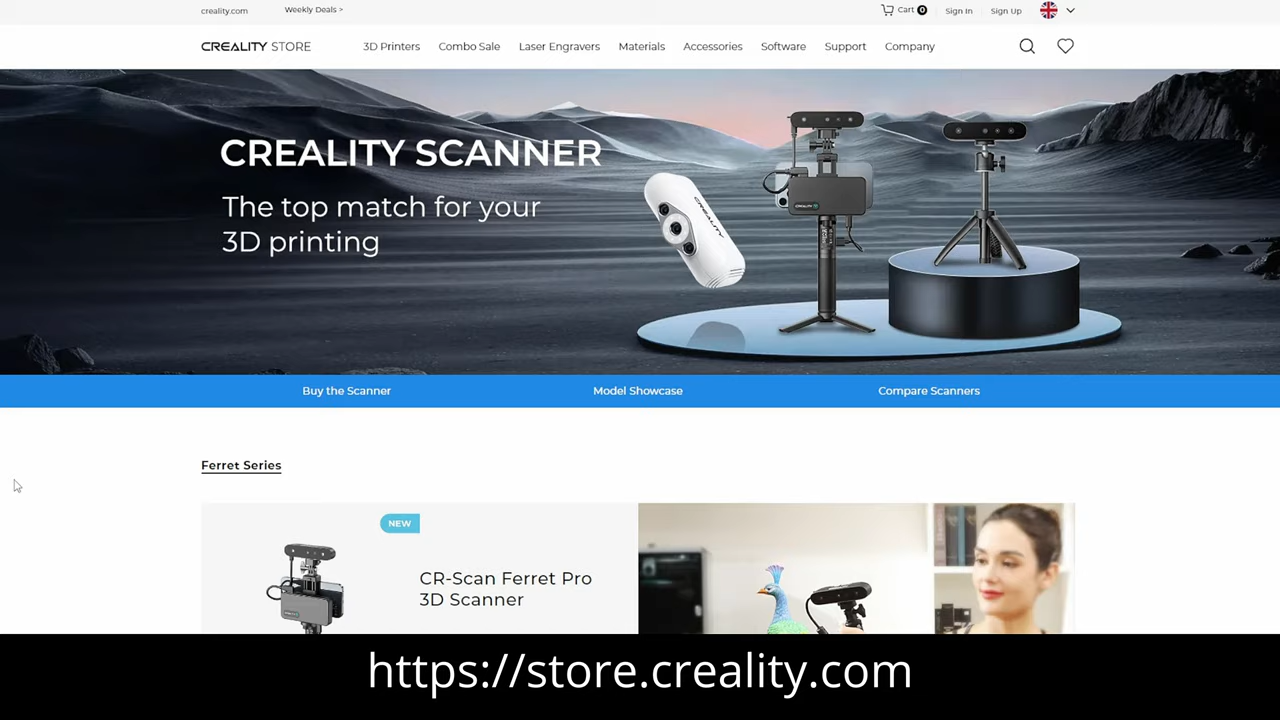 creality.com
Weekly Deals >
Cart 0
Sign In
Sign Up
CREALITY STORE
3D Printers
Combo Sale
Laser Engravers
Materials
Accessories
Software
Support
Company
CREALITY SCANNER
The top match for your
3D printing
CREALITY
CREALITY
Buy the Scanner
Model Showcase
Compare Scanners
Ferret Series
NEW
CR-Scan Ferret Pro
3D Scanner
https://store.creality.com